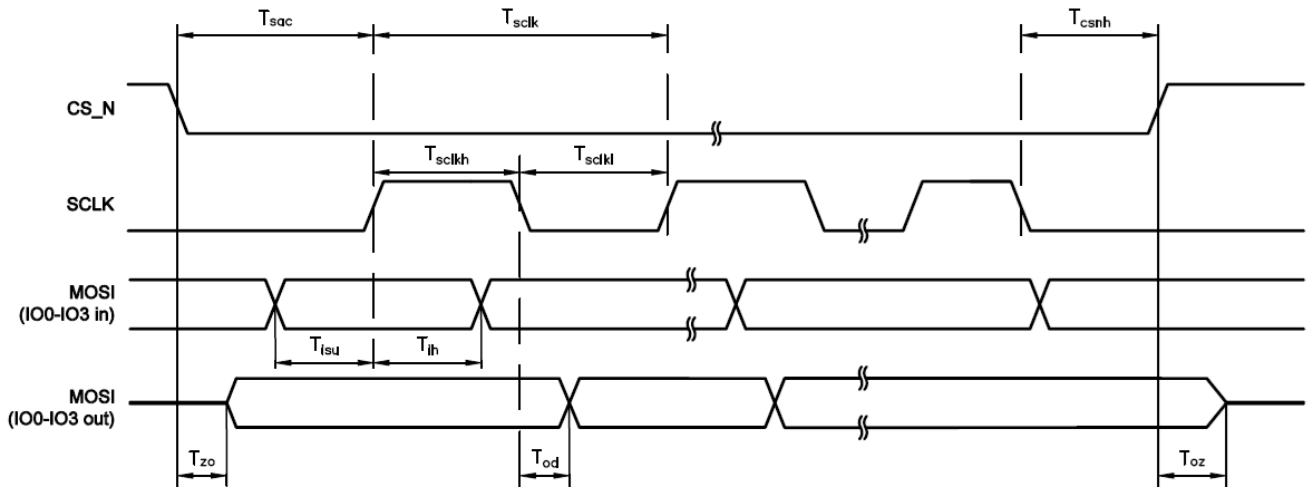 Tsac Tsclk Tcsnh
CS_N
Tsclkh Tsclkl
SCLK
MOSI
(IO0-IO3 in)
Tisu Tih
MOSI
(IO0-IO3 out)
Tzo Tod Toz